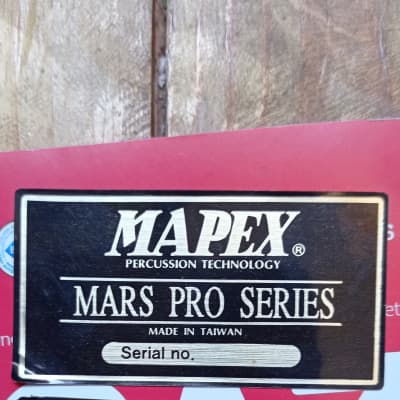 MAPEX®
PERCUSSION TECHNOLOGY
MARS PRO SERIES
MADE IN TAIWAN
Serial no.